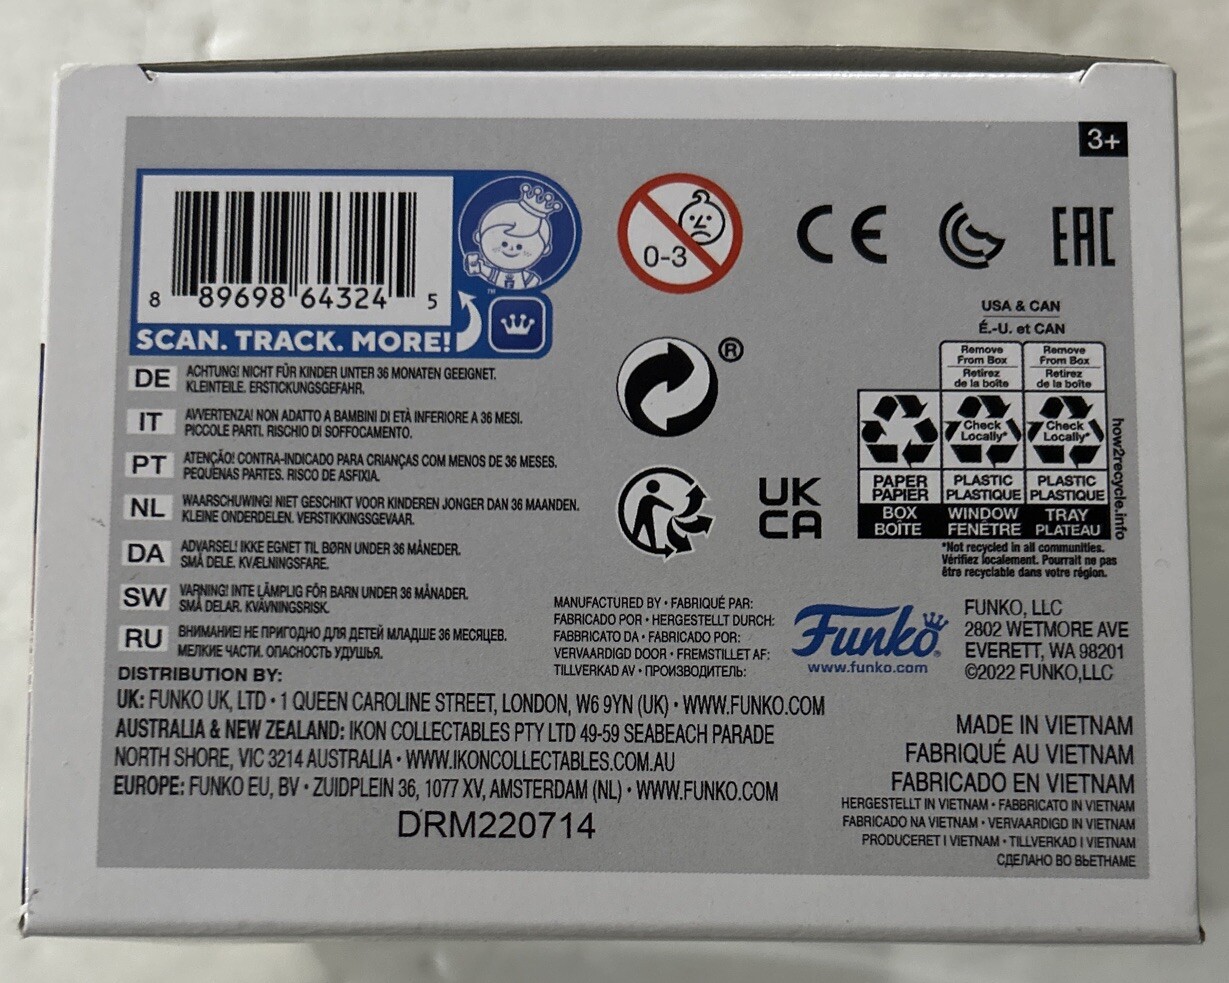 3+
8 89698 64324 5
SCAN. TRACK. MORE!
™
0-3
CE
EAC
®
UK
CA
USA & CAN
É.-U. et CAN
Remove
From Box
Retirez
de la boîte
Remove
From Box
Retirez
de la boîte
Check
Locally*
Check
Locally*
PAPER
PAPIER
BOX
BOÎTE
PLASTIC
PLASTIQUE
WINDOW
FENÊTRE
PLASTIC
PLASTIQUE
TRAY
PLATEAU
how2recycle.info
*Not recycled in all communities.
Vérifiez localement. Pourrait ne pas
être recyclable dans votre région.
DE ACHTUNG! NICHT FÜR KINDER UNTER 36 MONATEN GEEIGNET.
KLEINTEILE. ERSTICKUNGSGEFAHR.
IT AVVERTENZA! NON ADATTO A BAMBINI DI ETÀ INFERIORE A 36 MESI.
PICCOLE PARTI. RISCHIO DI SOFFOCAMENTO.
PT ATENÇÃO! CONTRA-INDICADO PARA CRIANÇAS COM MENOS DE 36 MESES.
PEQUENAS PARTES. RISCO DE ASFIXIA.
NL WAARSCHUWING! NIET GESCHIKT VOOR KINDEREN JONGER DAN 36 MAANDEN.
KLEINE ONDERDELEN. VERSTIKKINGSGEVAAR.
DA ADVARSEL! IKKE EGNET TIL BØRN UNDER 36 MÅNEDER.
SMÅ DELE. KVÆLNINGSFARE.
SW VARNING! INTE LÄMPLIG FÖR BARN UNDER 36 MÅNADER.
SMÅ DELAR. KVÄVNINGSRISK.
RU ВНИМАНИЕ! НЕ ПРИГОДНО ДЛЯ ДЕТЕЙ МЛАДШЕ 36 МЕСЯЦЕВ.
МЕЛКИЕ ЧАСТИ. ОПАСНОСТЬ УДУШЬЯ.
MANUFACTURED BY • FABRIQUÉ PAR:
FABRICADO POR • HERGESTELLT DURCH:
FABBRICATO DA • FABRICADO POR:
VERVAARDIGD DOOR • FREMSTILLET AF:
TILLVERKAD AV • ПРОИЗВОДИТЕЛЬ:
Funko®
www.funko.com
FUNKO, LLC
2802 WETMORE AVE
EVERETT, WA 98201
©2022 FUNKO,LLC
DISTRIBUTION BY:
UK: FUNKO UK, LTD • 1 QUEEN CAROLINE STREET, LONDON, W6 9YN (UK) • WWW.FUNKO.COM
AUSTRALIA & NEW ZEALAND: IKON COLLECTABLES PTY LTD 49-59 SEABEACH PARADE
NORTH SHORE, VIC 3214 AUSTRALIA • WWW.IKONCOLLECTABLES.COM.AU
EUROPE: FUNKO EU, BV • ZUIDPLEIN 36, 1077 XV, AMSTERDAM (NL) • WWW.FUNKO.COM
DRM220714
MADE IN VIETNAM
FABRIQUÉ AU VIETNAM
FABRICADO EN VIETNAM
HERGESTELLT IN VIETNAM • FABBRICATO IN VIETNAM
FABRICADO NA VIETNAM • VERVAARDIGD IN VIETNAM
PRODUCERET I VIETNAM • TILLVERKAD I VIETNAM
СДЕЛАНО ВО ВЬЕТНАМЕ